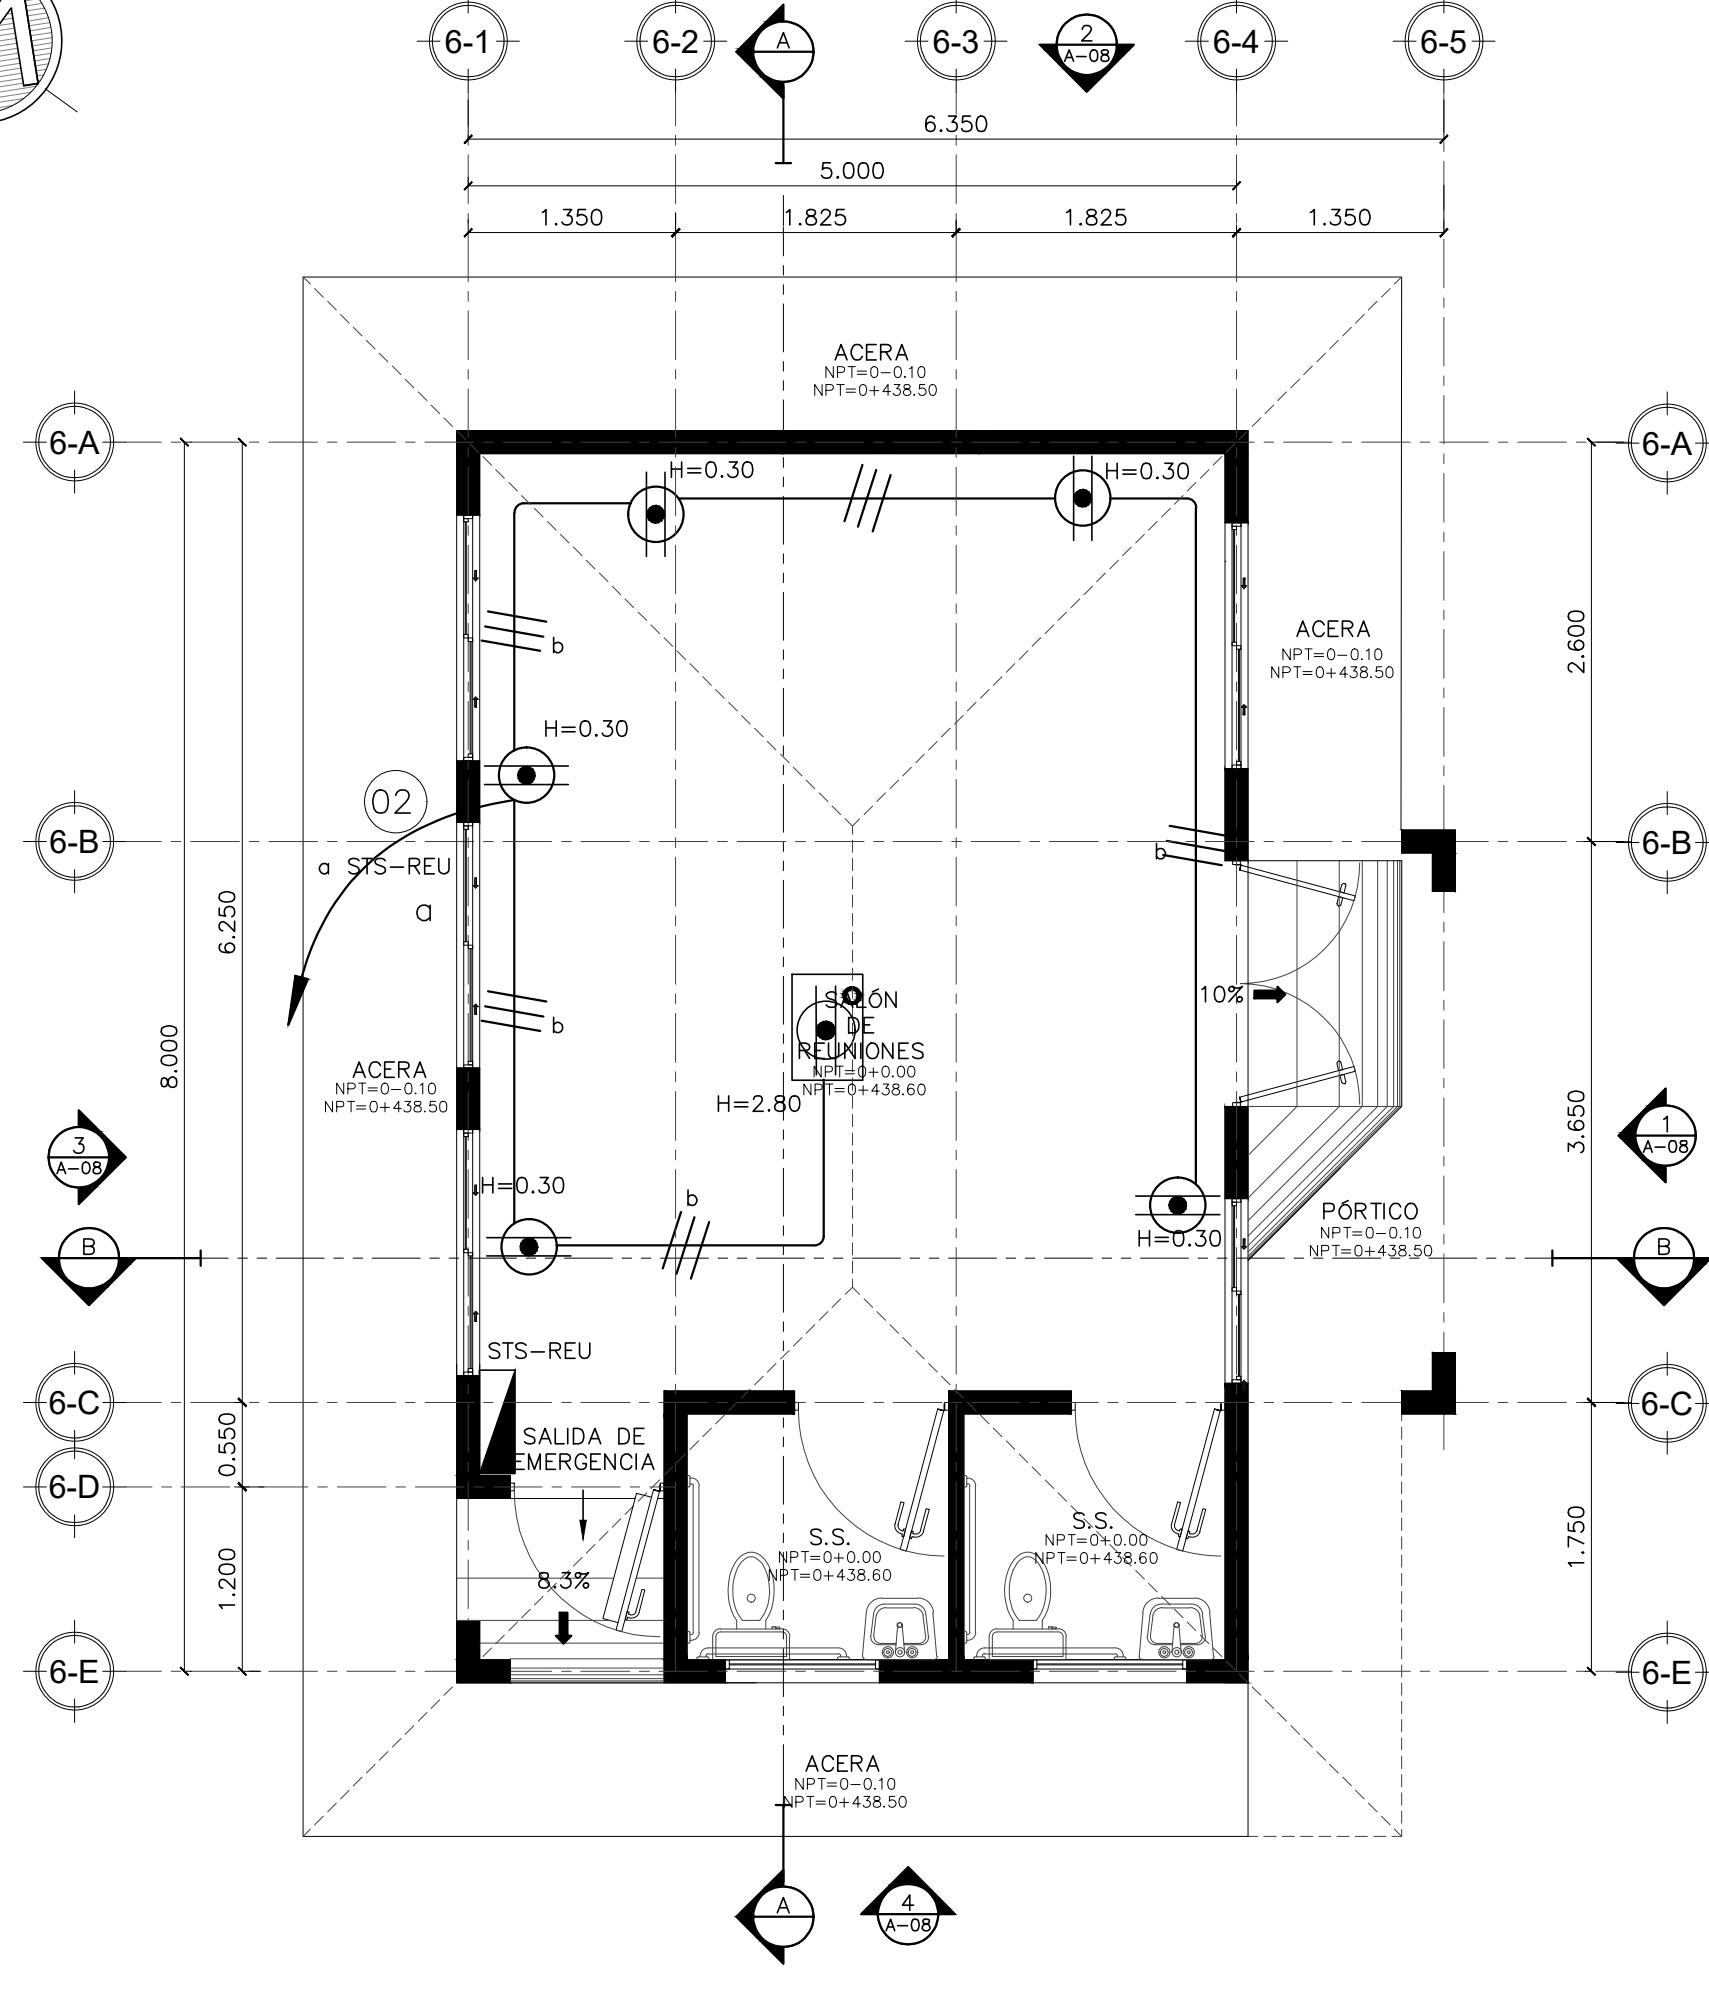 6-1
6-2
A
6-3
2
A-08
6-4
6-5
6.350
5.000
1.350
1.825
1.825
1.350
ACERA
NPT=0-0.10
NPT=0+438.50
6-A
6-A
H=0.30
H=0.30
ACERA
NPT=0-0.10
NPT=0+438.50
2.600
b
H=0.30
02
6-B
6-B
b
a STS-REU
a
6.250
10%
SALÓN
DE
REUNIONES
NPT=0+0.00
NPT=0+438.60
b
8.000
ACERA
NPT=0-0.10
NPT=0+438.50
H=2.80
3.650
3
A-08
1
A-08
H=0.30
b
PÓRTICO
NPT=0-0.10
NPT=0+438.50
H=0.30
B
B
STS-REU
6-C
6-C
0.550
SALIDA DE
EMERGENCIA
6-D
S.S.
NPT=0+0.00
NPT=0+438.60
S.S.
NPT=0+0.00
NPT=0+438.60
1.750
1.200
8.3%
6-E
6-E
ACERA
NPT=0-0.10
NPT=0+438.50
A
4
A-08